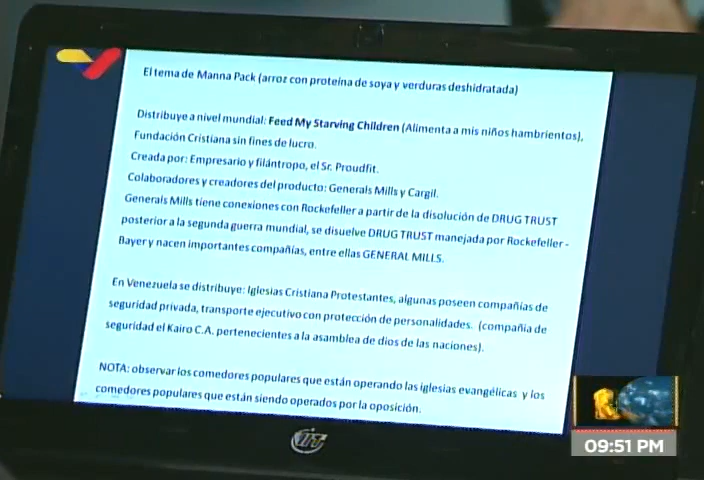 El tema de Manna Pack (arroz con proteina de soya y verduras deshidratada)
Distribuye a nivel mundial: Feed My Starving Children (Alimenta a mis niños hambrientos),
Fundación Cristiana sin fines de lucro.
Creada por: Empresario y filántropo, el Sr. Proudfit.
Colaboradores y creadores del producto: Generals Mills y Cargil.
Generals Mills tiene conexiones con Rockefeller a partir de la disolución de DRUG TRUST
posterior a la segunda guerra mundial, se disuelve DRUG TRUST manejada por Rockefeller -
Bayer y nacen importantes compañías, entre ellas GENERAL MILLS.
En Venezuela se distribuye: Iglesias Cristiana Protestantes, algunas poseen compañías de
seguridad privada, transporte ejecutivo con protección de personalidades. (compañía de
seguridad el Kairo C.A. pertenecientes a la asamblea de dios de las naciones).
NOTA: observar los comedores populares que están operando las iglesias evangélicas y los
comedores populares que están siendo operados por la oposición.
VIT
09:51 PM